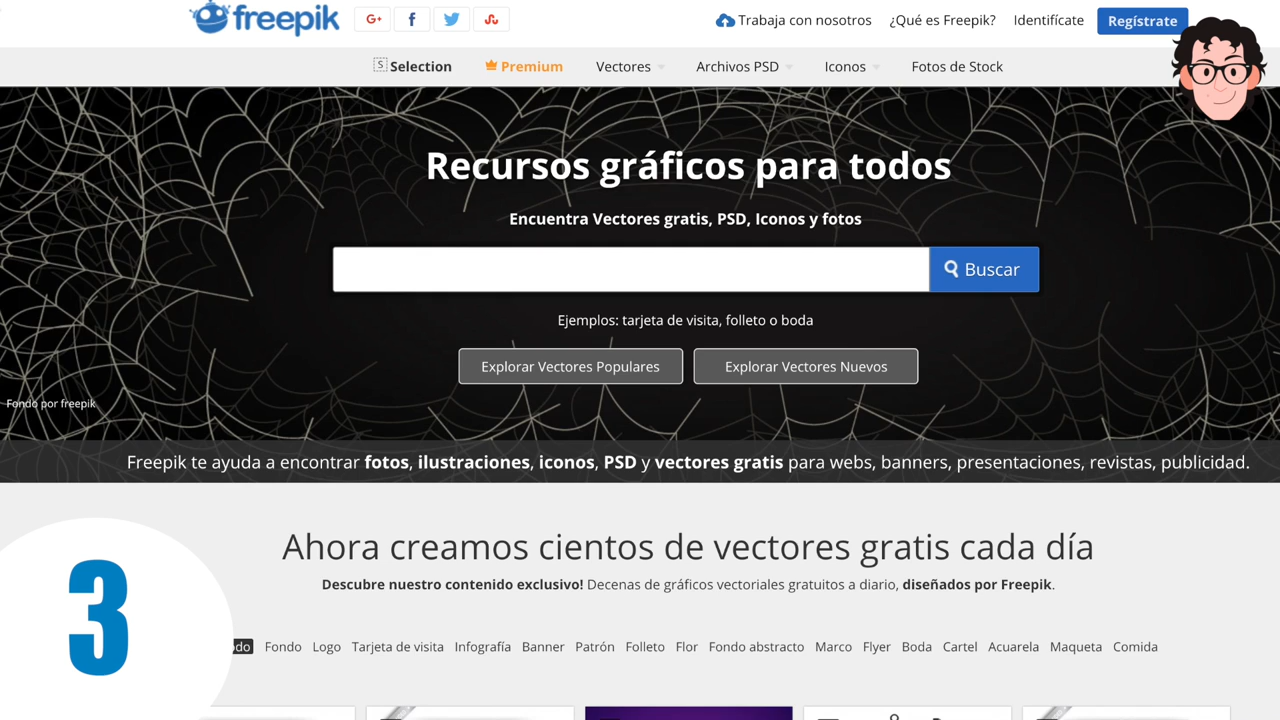 freepik
G+
Trabaja con nosotros
¿Qué es Freepik?
Identifícate
Regístrate
S Selection
Premium
Vectores
Archivos PSD
Iconos
Fotos de Stock
Recursos gráficos para todos
Encuentra Vectores gratis, PSD, Iconos y fotos
Buscar
Ejemplos: tarjeta de visita, folleto o boda
Explorar Vectores Populares
Explorar Vectores Nuevos
Fondo por freepik
Freepik te ayuda a encontrar fotos, ilustraciones, iconos, PSD y vectores gratis para webs, banners, presentaciones, revistas, publicidad.
Ahora creamos cientos de vectores gratis cada día
Descubre nuestro contenido exclusivo! Decenas de gráficos vectoriales gratuitos a diario, diseñados por Freepik.
3
Fondo Logo Tarjeta de visita Infografía Banner Patrón Folleto Flor Fondo abstracto Marco Flyer Boda Cartel Acuarela Maqueta Comida